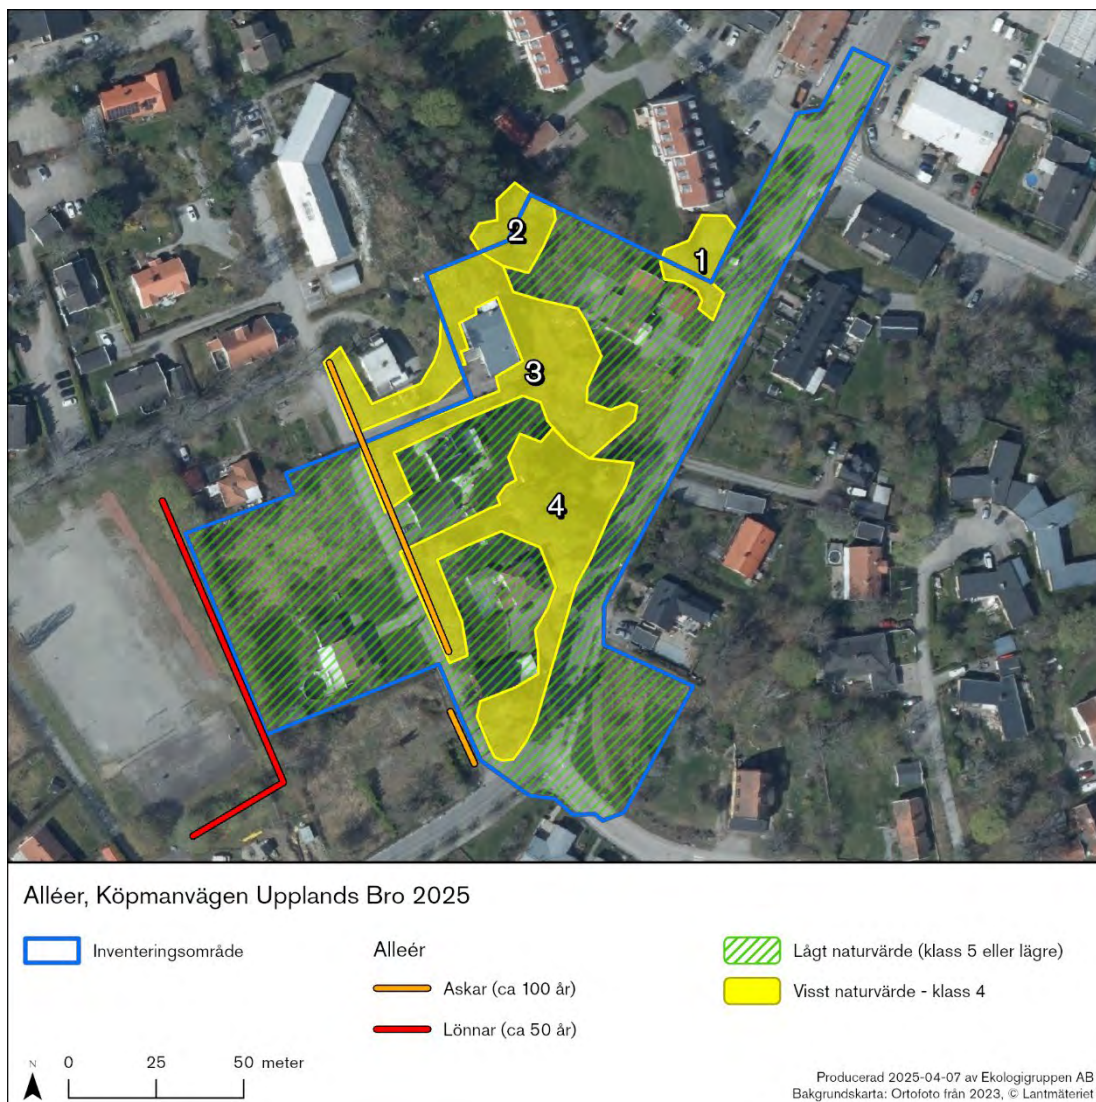 2
1
3
4
Alléer, Köpmanvägen Upplands Bro 2025
Inventeringsområde
Alleér
Askar (ca 100 år)
Lönnar (ca 50 år)
Lågt naturvärde (klass 5 eller lägre)
Visst naturvärde - klass 4
N 0 25 50 meter
Producerad 2025-04-07 av Ekologigruppen AB
Bakgrundskarta: Ortofoto från 2023, © Lantmäteriet